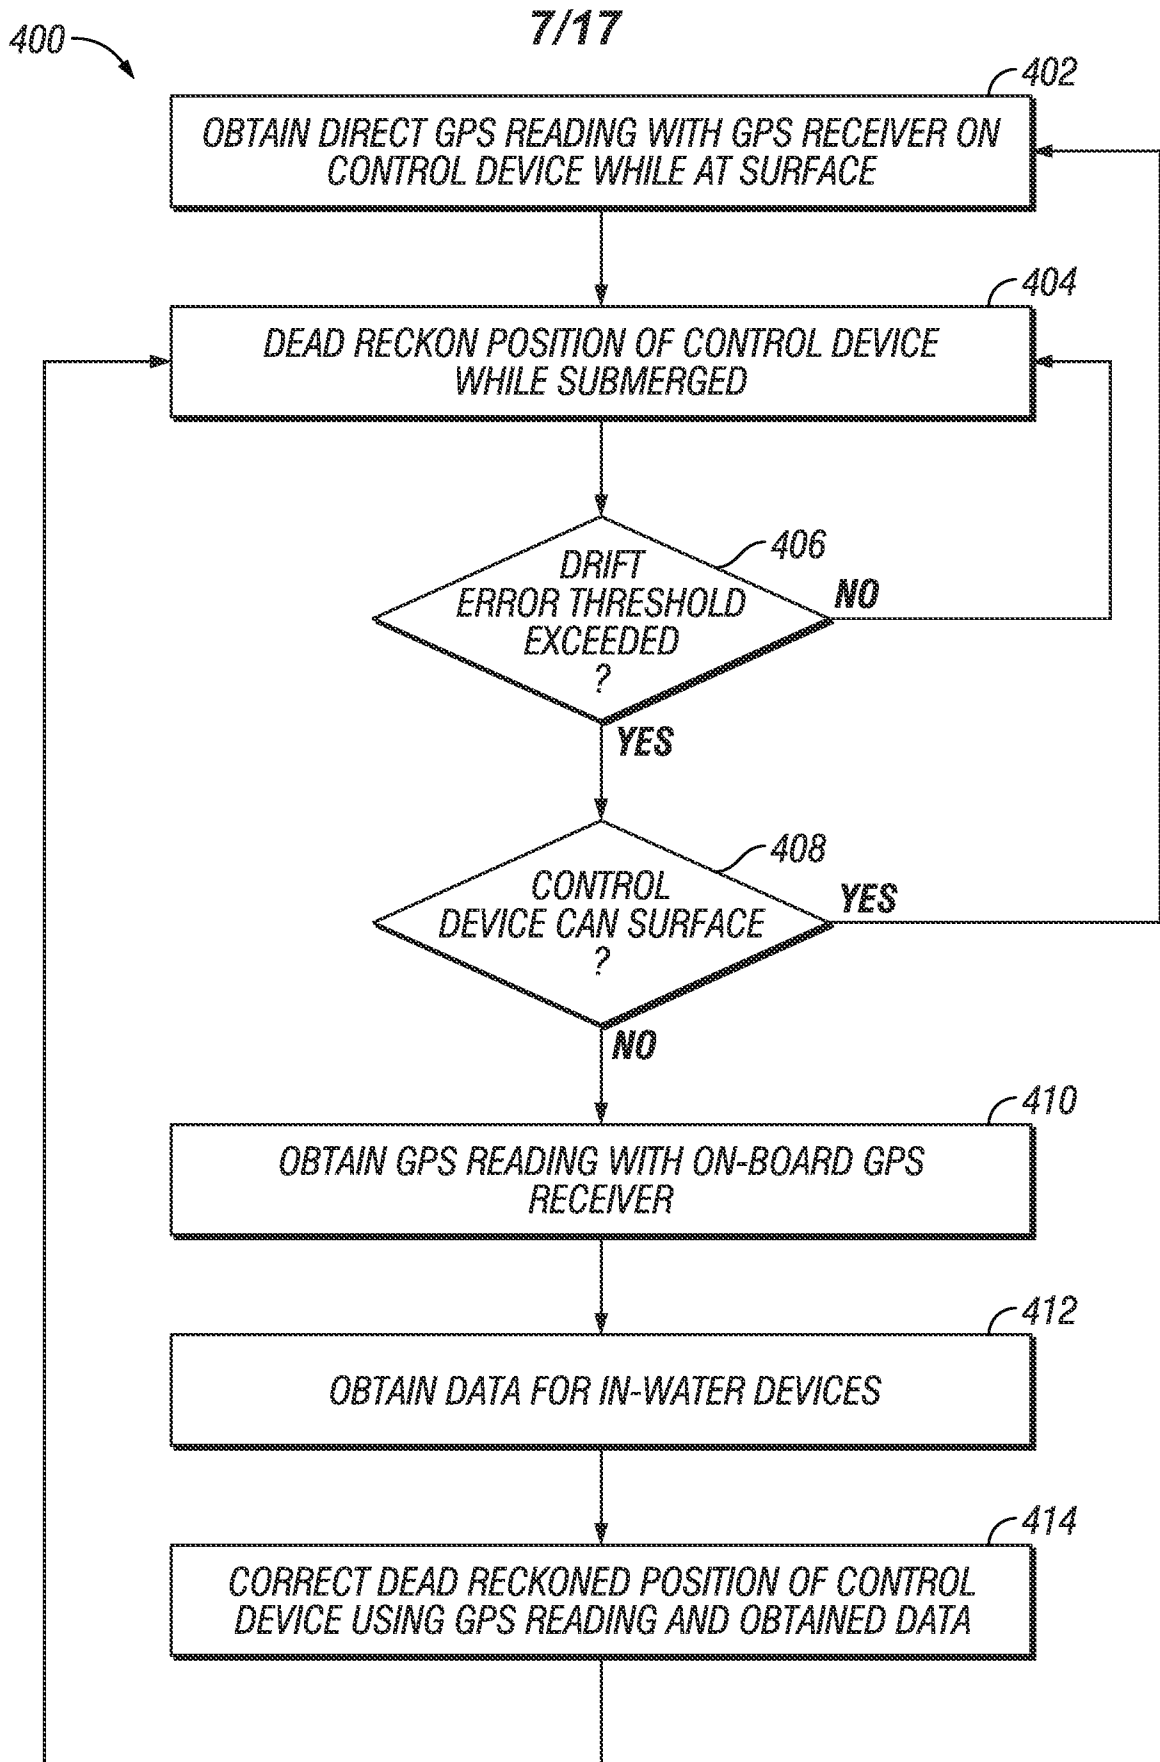 7/17
400
402
OBTAIN DIRECT GPS READING WITH GPS RECEIVER ON
CONTROL DEVICE WHILE AT SURFACE
404
DEAD RECKON POSITION OF CONTROL DEVICE
WHILE SUBMERGED
406
DRIFT
ERROR THRESHOLD
EXCEEDED
?
NO
YES
408
CONTROL
DEVICE CAN SURFACE
?
YES
NO
410
OBTAIN GPS READING WITH ON-BOARD GPS
RECEIVER
412
OBTAIN DATA FOR IN-WATER DEVICES
414
CORRECT DEAD RECKONED POSITION OF CONTROL
DEVICE USING GPS READING AND OBTAINED DATA